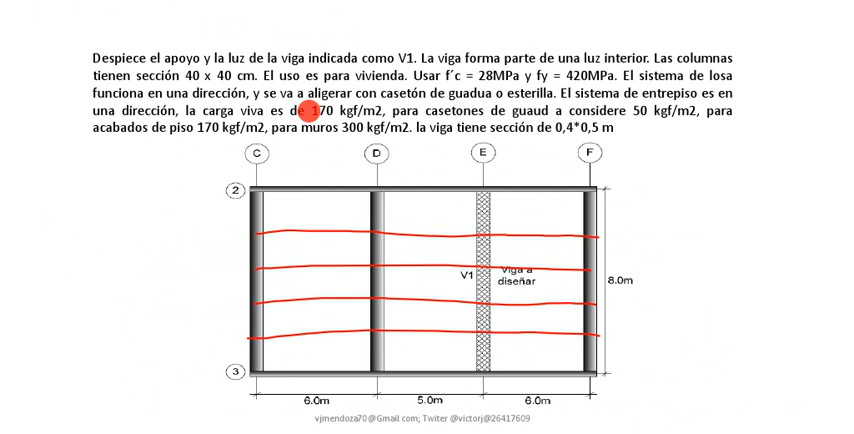 Despiece el apoyo y la luz de la viga indicada como V1. La viga forma parte de una luz interior. Las columnas
tienen sección 40 x 40 cm. El uso es para vivienda. Usar f´c = 28MPa y fy = 420MPa. El sistema de losa
funciona en una dirección, y se va a aligerar con casetón de guadua o esterilla. El sistema de entrepiso es en
una dirección, la carga viva es de 170 kgf/m2, para casetones de guaud a considere 50 kgf/m2, para
acabados de piso 170 kgf/m2, para muros 300 kgf/m2. la viga tiene sección de 0,4*0,5 m
C D E F
2
V1 Viga a
diseñar
8.0m
3
6.0m 5.0m 6.0m
vjmendoza70@Gmail com; Twiter @victorj@26417609